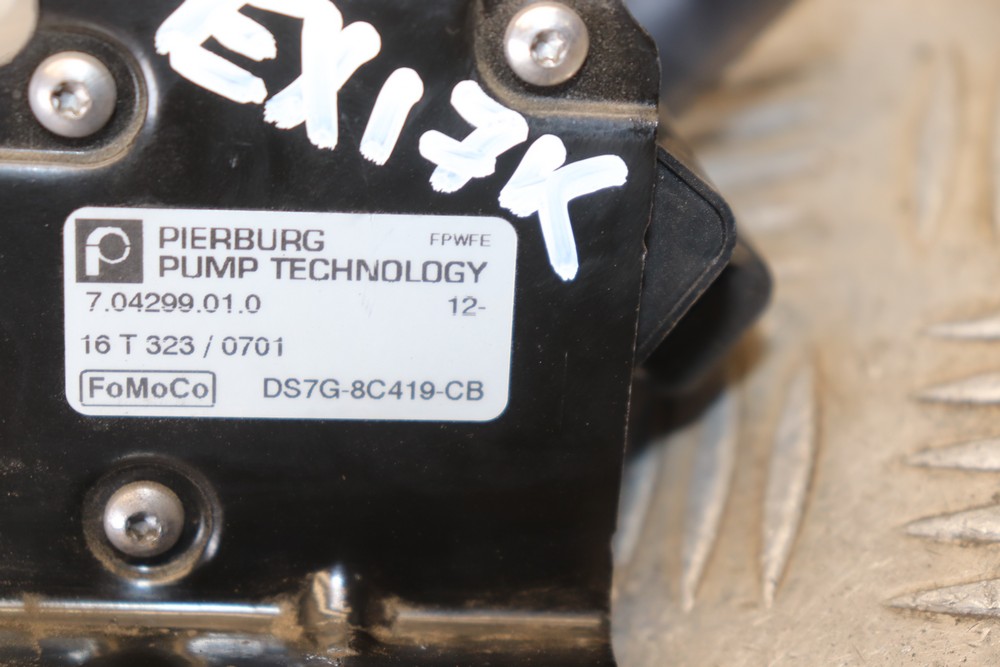 EX17K
PIERBURG FPWFE
PUMP TECHNOLOGY
7.04299.01.0 12-
16 T 323 / 0701
FoMoCo DS7G-8C419-CB